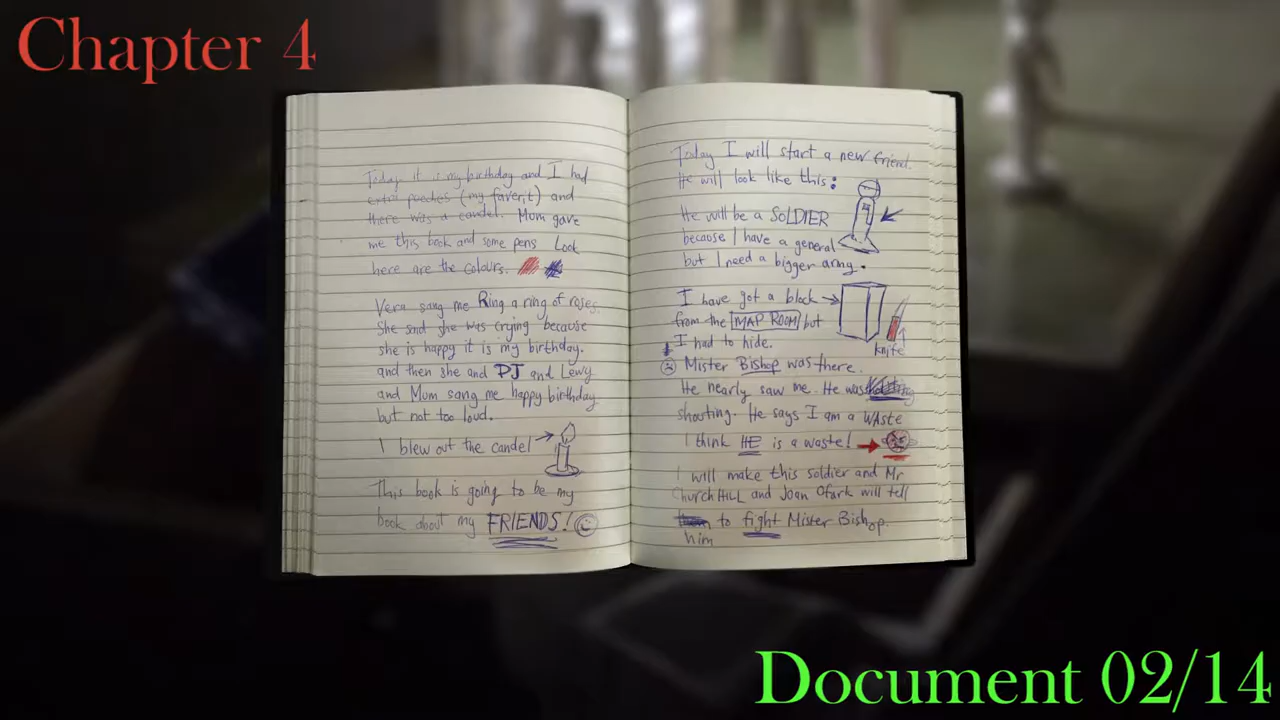 Chapter 4
Today it is my birthday and I had
extra peaches (my faverit) and
there was a candel. Mum gave
me this book and some pens Look
here are the colours.
Vera sang me Ring a ring of roses.
She said she was crying because
she is happy it is my birthday.
and then she and PJ and Lewy
and Mum sang me happy birthday
but not too loud.
I blew out the candel
This book is going to be my
book about my FRIENDS!
Today I will start a new friend.
He will look like this:
He will be a SOLDIER
because I have a general
but I need a bigger army.
I have got a block
from the MAP ROOM but
I had to hide.
knife
Mister Bishop was there.
He nearly saw me. He was
shouting. He says I am a WASTE
I think HE is a waste!
I will make this soldier and Mr
ChurcHILL and Joan Ofark will tell
to fight Mister Bishop.
him
Document 02/14